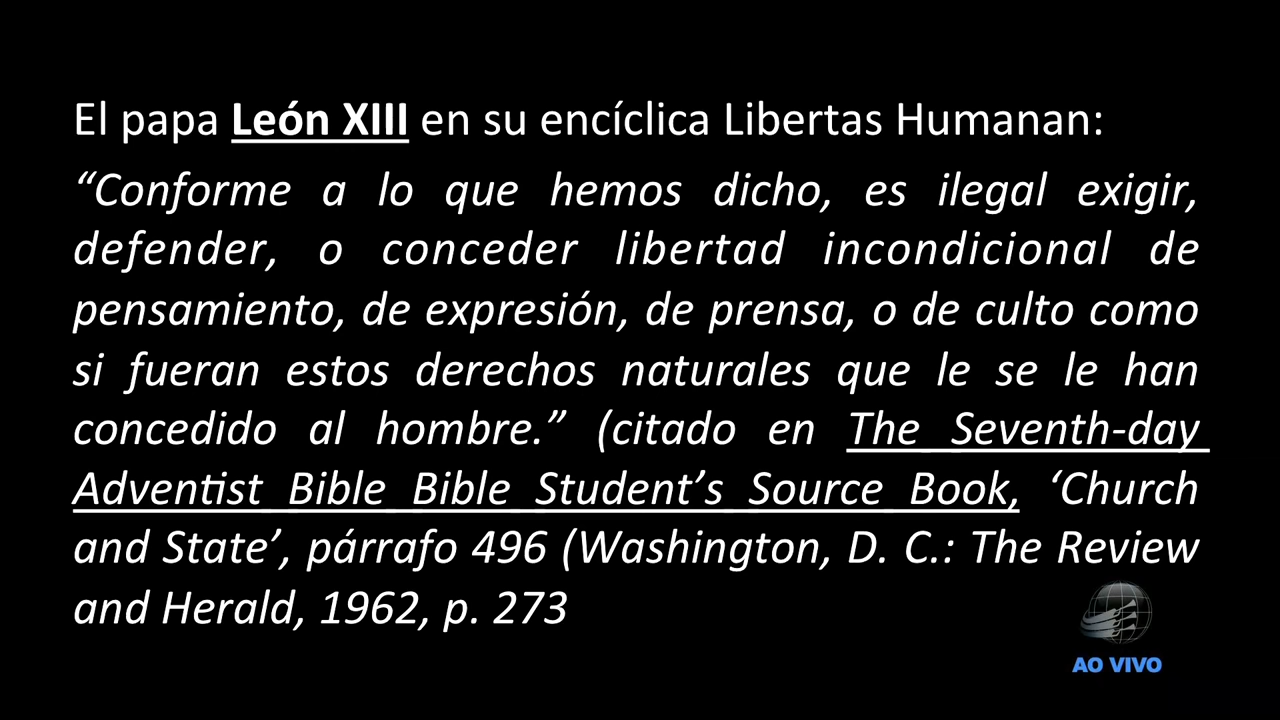 El papa León XIII en su encíclica Libertas Humanan:
“Conforme a lo que hemos dicho, es ilegal exigir,
defender, o conceder libertad incondicional de
pensamiento, de expresión, de prensa, o de culto como
si fueran estos derechos naturales que le se le han
concedido al hombre.” (citado en The Seventh-day
Adventist Bible Bible Student’s Source Book, ‘Church
and State’, párrafo 496 (Washington, D. C.: The Review
and Herald, 1962, p. 273
AO VIVO